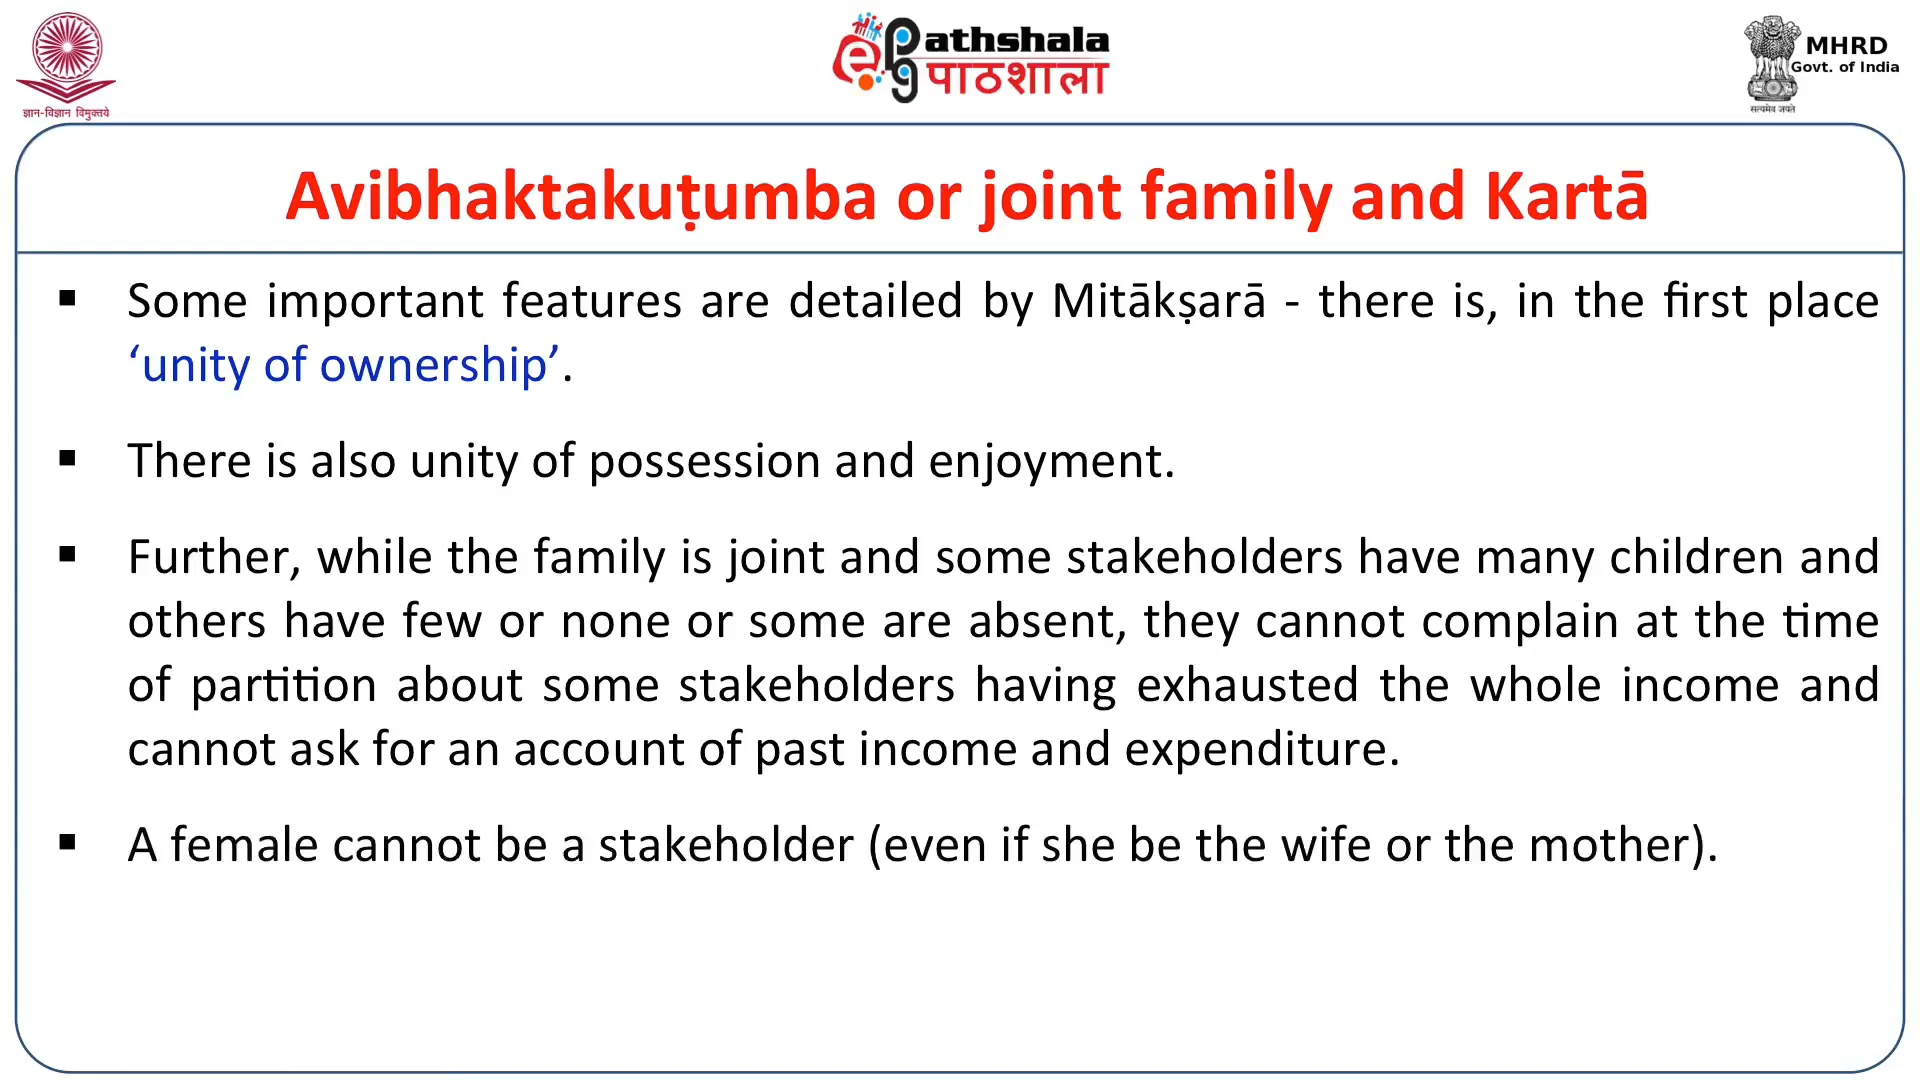 ज्ञान-विज्ञान विमुक्तये
ePG Pathshala
पाठशाला
MHRD
Govt. of India
सत्यमेव जयते
Avibhaktakuṭumba or joint family and Kartā
▪ Some important features are detailed by Mitākṣarā - there is, in the first place
‘unity of ownership’.
▪ There is also unity of possession and enjoyment.
▪ Further, while the family is joint and some stakeholders have many children and
others have few or none or some are absent, they cannot complain at the time
of partition about some stakeholders having exhausted the whole income and
cannot ask for an account of past income and expenditure.
▪ A female cannot be a stakeholder (even if she be the wife or the mother).